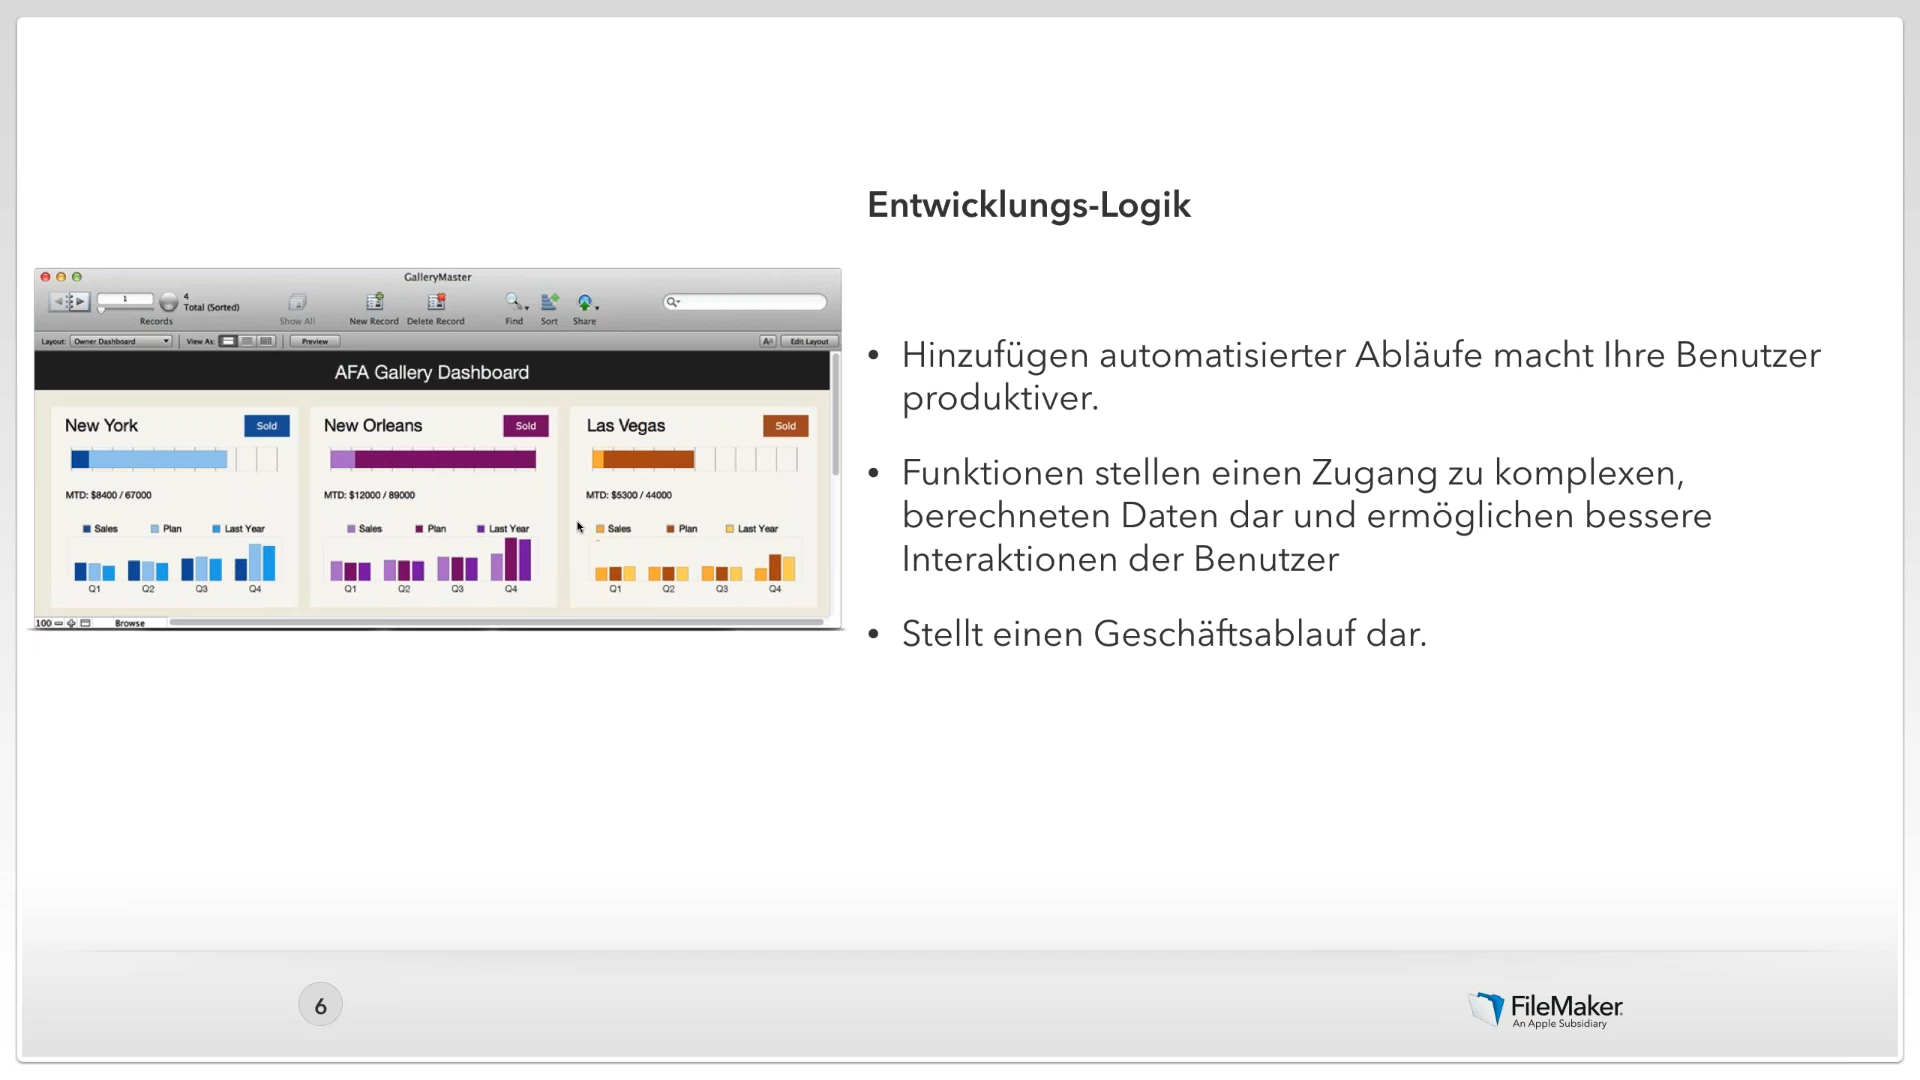 Entwicklungs-Logik
GalleryMaster
1
4
Total (Sorted)
Records
Show All
New Record
Delete Record
Find
Sort
Share
Layout: Owner Dashboard
View As:
Preview
Edit Layout
AFA Gallery Dashboard
New York
Sold
MTD: $8400 / 67000
Sales Plan Last Year
Q1 Q2 Q3 Q4
New Orleans
Sold
MTD: $12000 / 89000
Sales Plan Last Year
Q1 Q2 Q3 Q4
Las Vegas
Sold
MTD: $5300 / 44000
Sales Plan Last Year
Q1 Q2 Q3 Q4
100
Browse
• Hinzufügen automatisierter Abläufe macht Ihre Benutzer
produktiver.
• Funktionen stellen einen Zugang zu komplexen,
berechneten Daten dar und ermöglichen bessere
Interaktionen der Benutzer
• Stellt einen Geschäftsablauf dar.
6
FileMaker
An Apple Subsidiary